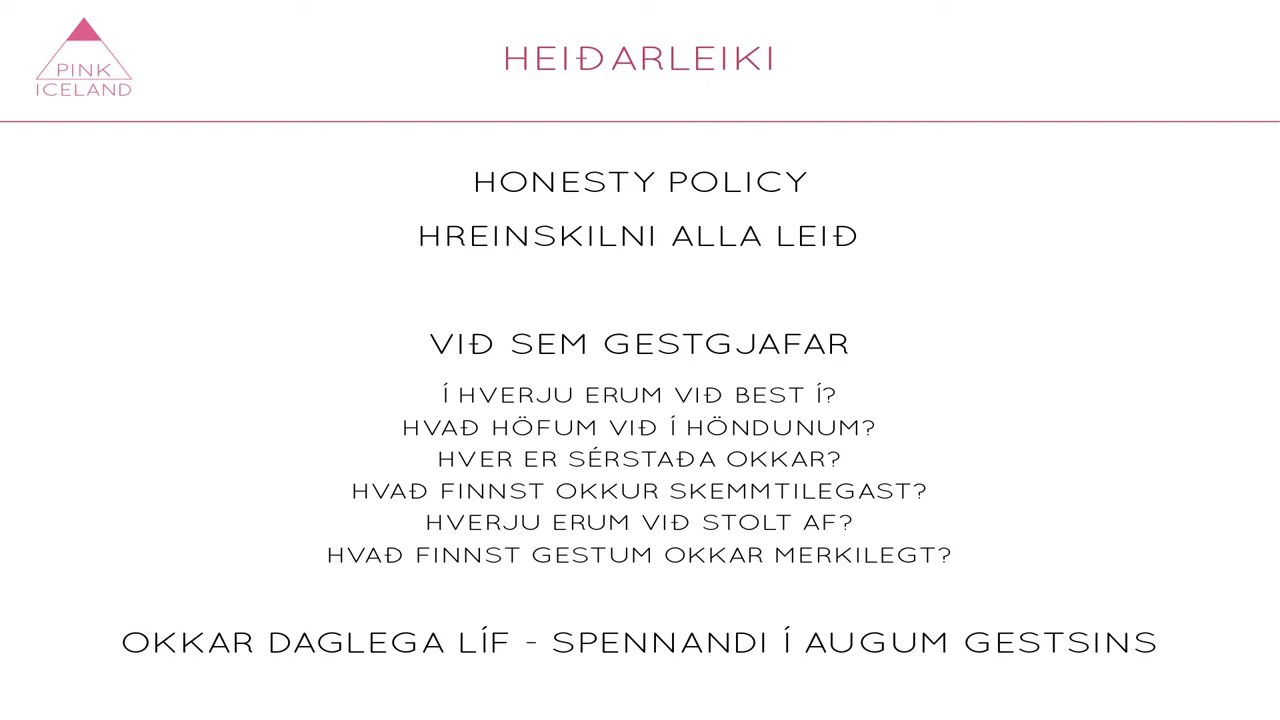 PINK
ICELAND
HEIÐARLEIKI
HONESTY POLICY
HREINSKILNI ALLA LEIÐ
VIÐ SEM GESTGJAFAR
Í HVERJU ERUM VIÐ BEST Í?
HVAÐ HÖFUM VIÐ Í HÖNDUNUM?
HVER ER SÉRSTAÐA OKKAR?
HVAÐ FINNST OKKUR SKEMMTILEGAST?
HVERJU ERUM VIÐ STOLT AF?
HVAÐ FINNST GESTUM OKKAR MERKILEGT?
OKKAR DAGLEGA LÍF - SPENNANDI Í AUGUM GESTSINS